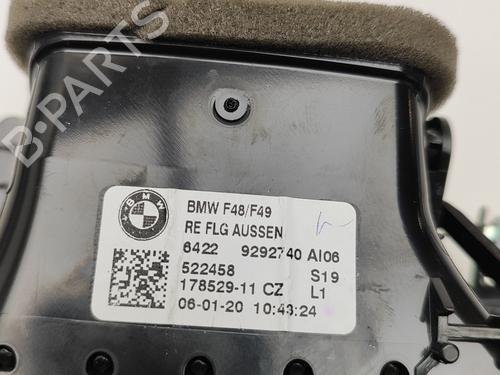 B-PARTS
BMW
BMW F48/F49
RE FLG AUSSEN
6422 9292740 AI06
522458 S19
178529-11 CZ L1
06-01-20 10:43:24